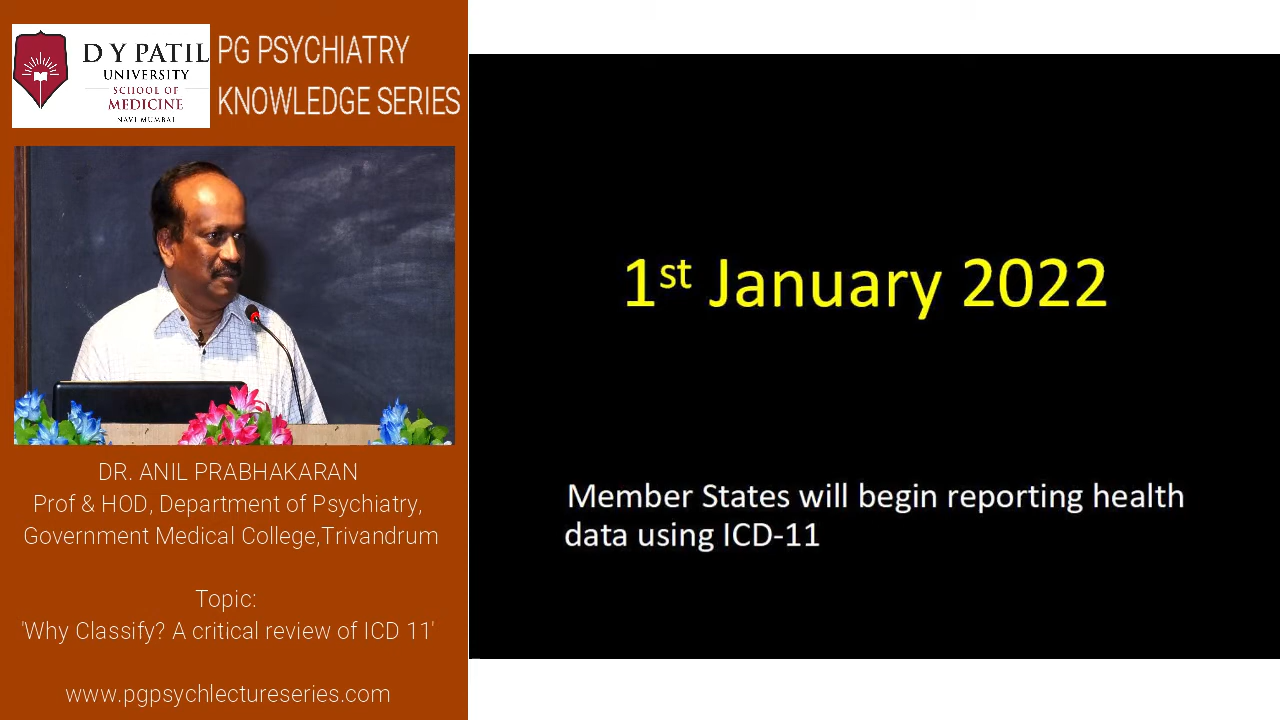 D Y PATIL
UNIVERSITY
SCHOOL OF
MEDICINE
NAVI MUMBAI
PG PSYCHIATRY
KNOWLEDGE SERIES
DR. ANIL PRABHAKARAN
Prof & HOD, Department of Psychiatry,
Government Medical College,Trivandrum
Topic:
'Why Classify? A critical review of ICD 11'
www.pgpsychlectureseries.com
1st January 2022
Member States will begin reporting health
data using ICD-11